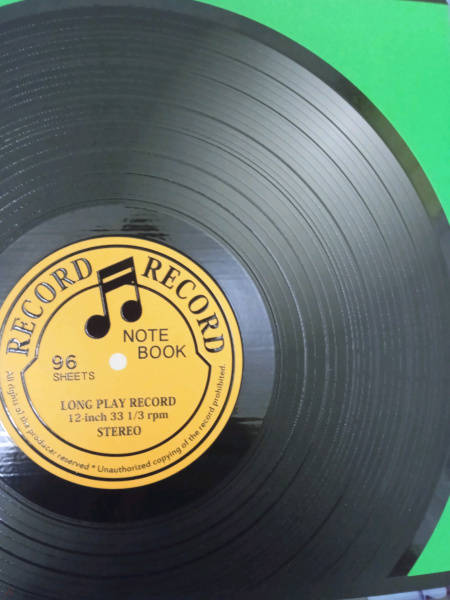 RECORD RECORD
NOTE
BOOK
96
SHEETS
LONG PLAY RECORD
12-inch 33 1/3 rpm
STEREO
All rights of the producer reserved * Unauthorized copying of the record prohibited.